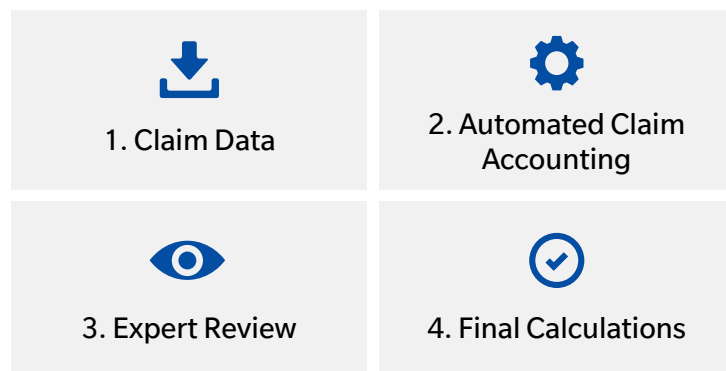 1. Claim Data
2. Automated Claim
Accounting
3. Expert Review
4. Final Calculations